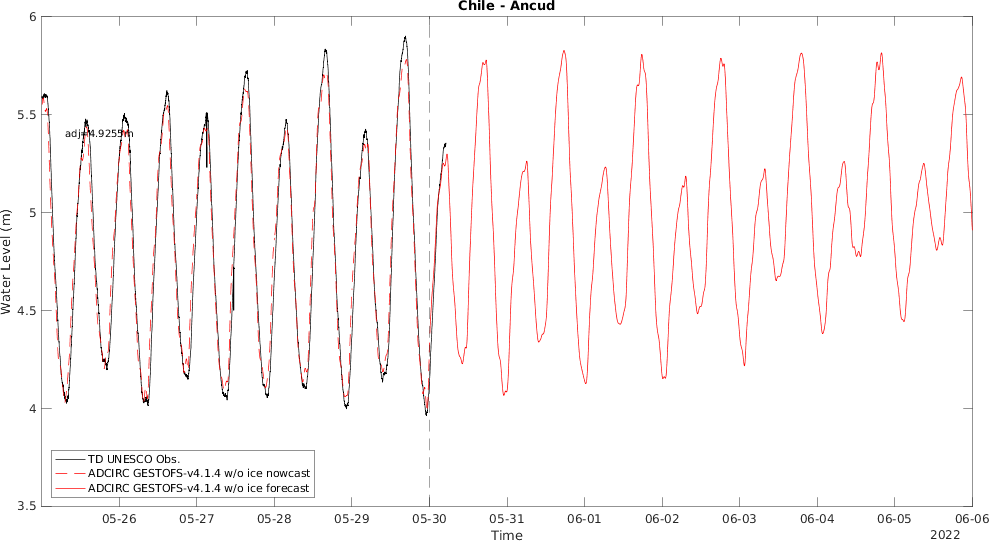 Chile - Ancud
6
5.5
5
4.5
4
3.5
Water Level (m)
adj=4.9255m
TD UNESCO Obs.
ADCIRC GESTOFS-v4.1.4 w/o ice nowcast
ADCIRC GESTOFS-v4.1.4 w/o ice forecast
05-26 05-27 05-28 05-29 05-30 05-31 06-01 06-02 06-03 06-04 06-05 06-06
Time
2022